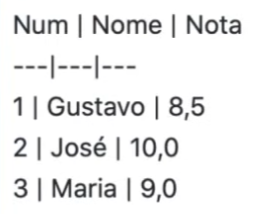 Num | Nome | Nota
---|---|---
1 | Gustavo | 8,5
2 | José | 10,0
3 | Maria | 9,0